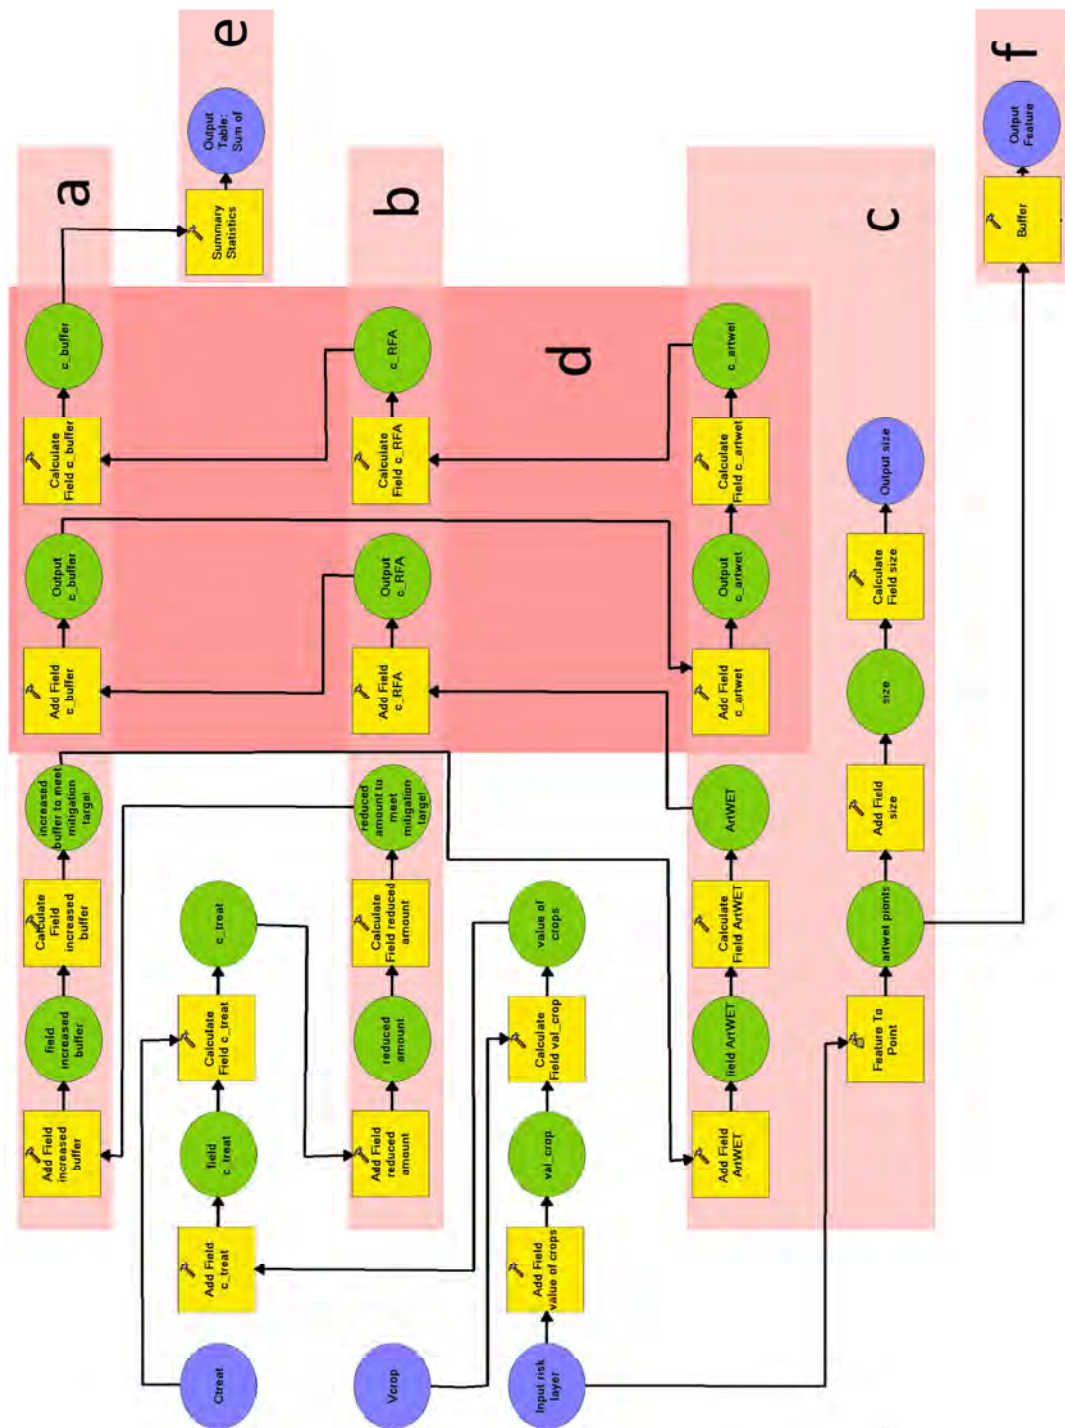 e
f
Output
Table:
Sum of
Output
Feature
a
b
c
Summary
Statistics
Buffer
c_buffer
c_RFA
c_artwel
d
Calculate
Field c_buffer
Calculate
Field c_RFA
Calculate
Field c_artwet
Output size
Output
c_buffer
Output
c_RFA
Output
c_artwet
Calculate
Field size
Add Field
c_buffer
Add Field
c_RFA
Add Field
c_artwet
size
increased
buffer to meet
mitigation
target
reduced
amount to
meet
mitigation
target
ArtWET
Add Field
size
Calculate
Field
increased
buffer
c_treat
Calculate
Field reduced
amount
value of
crops
Calculate
Field ArtWET
artwet pionts
field
increased
buffer
Calculate
Field c_treat
reduced
amount
Calculate
Field val_crop
field ArtWET
Feature To
Point
Add Field
increased
buffer
field
c_treat
Add Field
reduced
amount
val_crop
Add Field
ArtWET
Add Field
c_treat
Add Field
value of crops
Ctreat
Vcrop
Input risk
layer